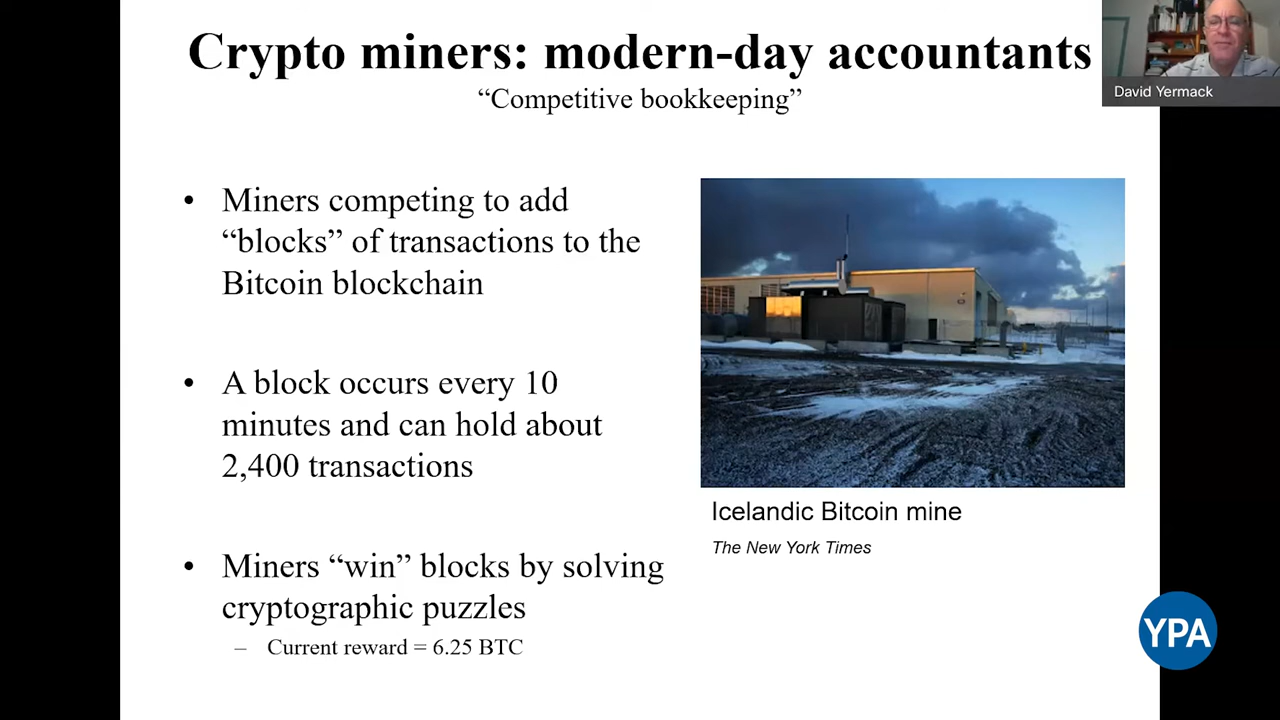 Crypto miners: modern-day accountants
“Competitive bookkeeping”
David Yermack
• Miners competing to add
“blocks” of transactions to the
Bitcoin blockchain
• A block occurs every 10
minutes and can hold about
2,400 transactions
• Miners “win” blocks by solving
cryptographic puzzles
– Current reward = 6.25 BTC
Icelandic Bitcoin mine
The New York Times
YPA